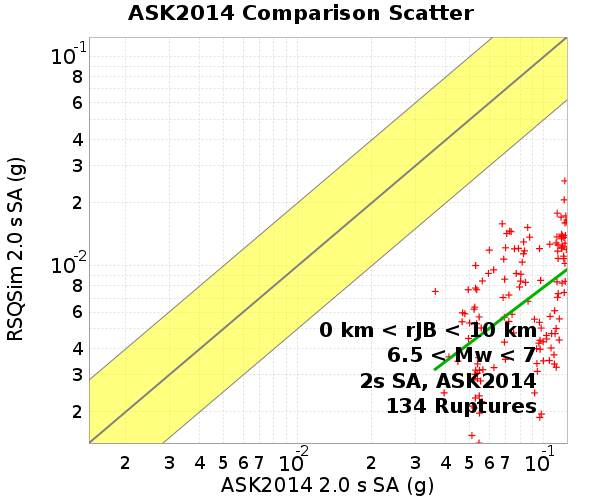 ASK2014 Comparison Scatter
RSQSim 2.0 s SA (g)
10⁻¹
8
6
4
3
2
10⁻²
8
6
4
3
2
0 km < rJB < 10 km
6.5 < Mw < 7
2s SA, ASK2014
134 Ruptures
2 3 4 5 6 7 10⁻² 2 3 4 5 6 7 10⁻¹
ASK2014 2.0 s SA (g)